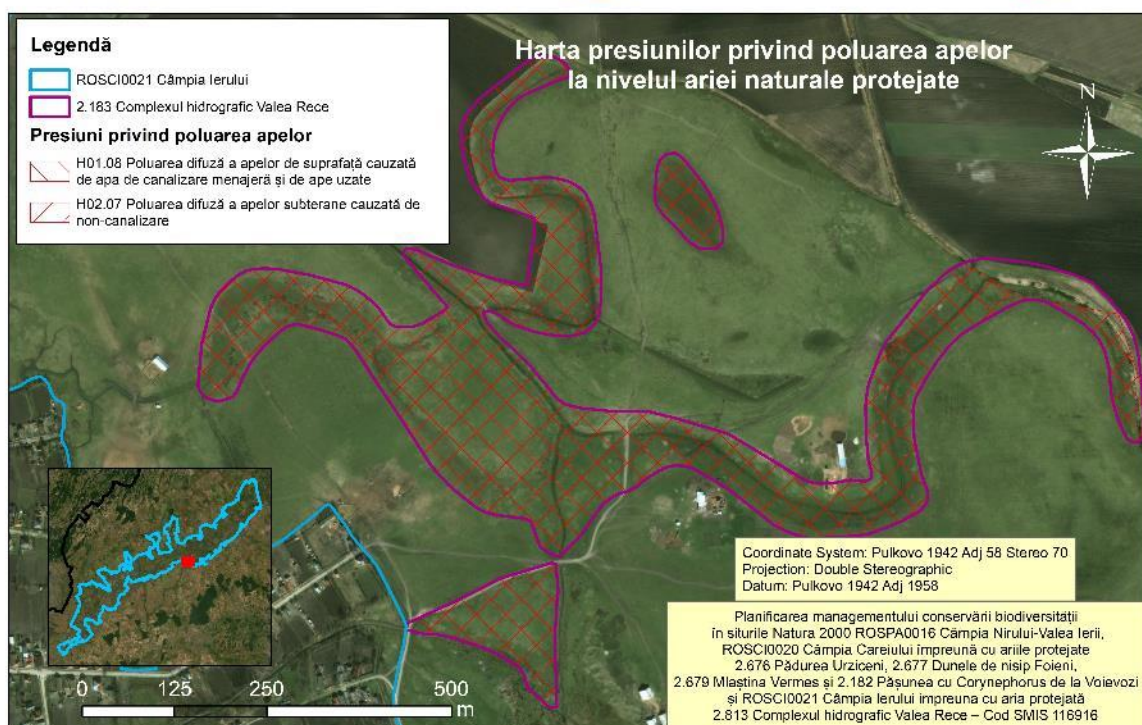 Legendă
ROSCI0021 Câmpia Ierului
2.183 Complexul hidrografic Valea Rece
Presiuni privind poluarea apelor
H01.08 Poluarea difuză a apelor de suprafață cauzată
de apa de canalizare menajeră și de ape uzate
H02.07 Poluarea difuză a apelor subterane cauzată de
non-canalizare
Harta presiunilor privind poluarea apelor
la nivelul ariei naturale protejate
N
Coordinate System: Pulkovo 1942 Adj 58 Stereo 70
Projection: Double Stereographic
Datum: Pulkovo 1942 Adj 1958
Planificarea managementului conservării biodiversității
în siturile Natura 2000 ROSPA0016 Câmpia Nirului-Valea Ierii,
ROSCI0020 Câmpia Careiului împreună cu ariile protejate
2.676 Pădurea Urziceni, 2.677 Dunele de nisip Foieni,
2.679 Mlaștina Vermes și 2.182 Pășunea cu Corynephorus de la Voievozi
și ROSCI0021 Câmpia Ierului impreuna cu aria protejată
2.813 Complexul hidrografic Valea Rece – Cod SMIS 116916
0 125 250 500
m